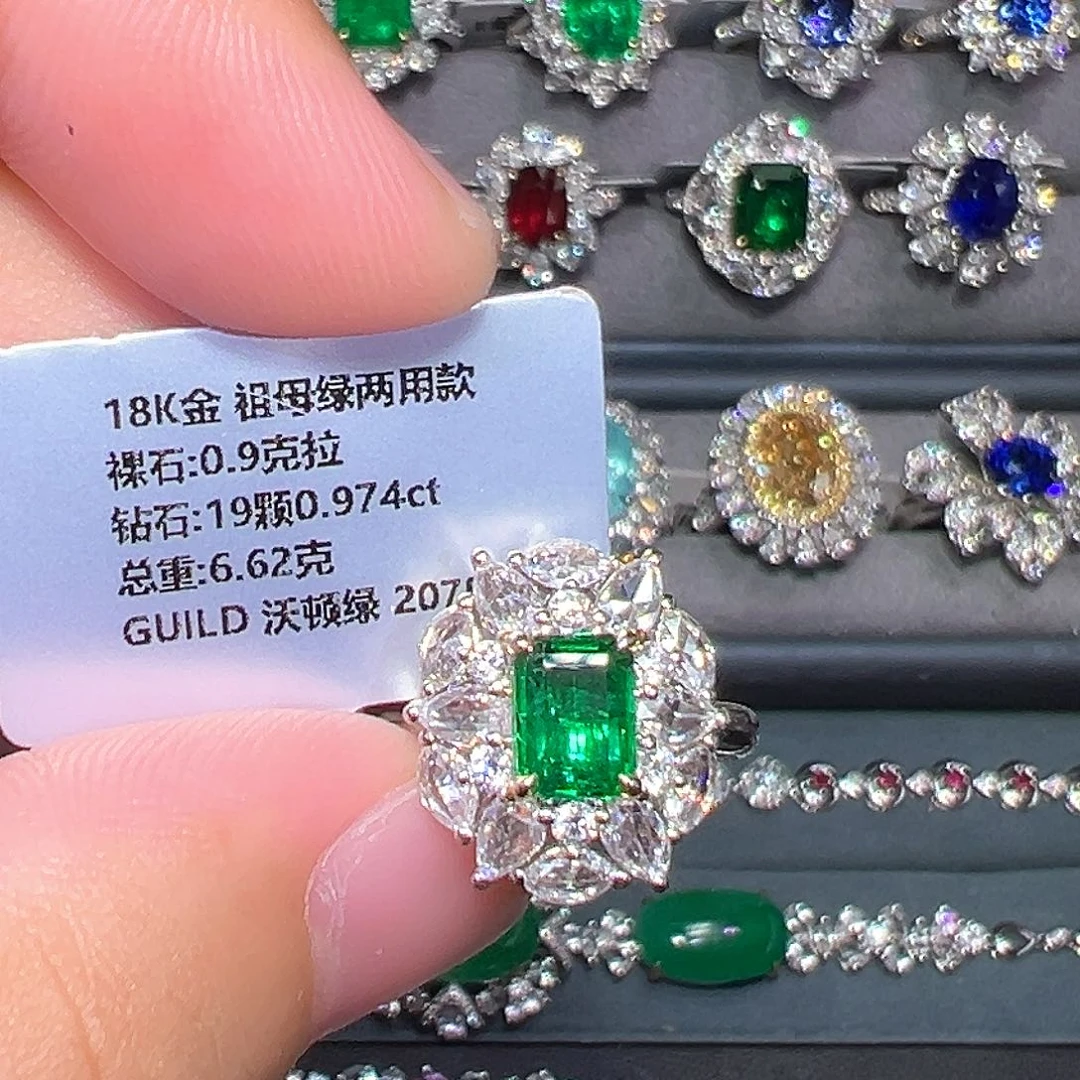 18K金 祖母绿两用款
裸石:0.9克拉
钻石:19颗0.974ct
总重:6.62克
GUILD 沃顿绿